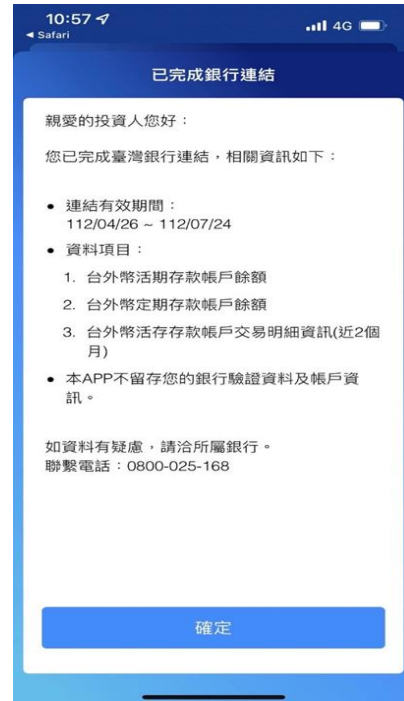 10:57
4G
Safari
已完成銀行連結
親愛的投資人您好：
您已完成臺灣銀行連結，相關資訊如下：
• 連結有效期間：
112/04/26 ~ 112/07/24
• 資料項目：
1. 台外幣活期存款帳戶餘額
2. 台外幣定期存款帳戶餘額
3. 台外幣活存存款帳戶交易明細資訊(近2個
月)
• 本APP不留存您的銀行驗證資料及帳戶資
訊。
如資料有疑慮，請洽所屬銀行。
聯繫電話：0800-025-168
確定